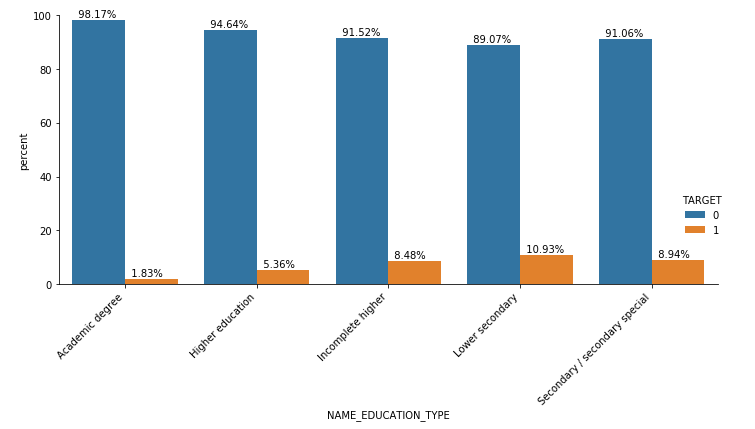 100
98.17%
94.64%
91.52%
89.07%
91.06%
80
60
percent
40
TARGET
0
1
20
1.83%
5.36%
8.48%
10.93%
8.94%
0
Academic degree
Higher education
Incomplete higher
Lower secondary
Secondary / secondary special
NAME_EDUCATION_TYPE